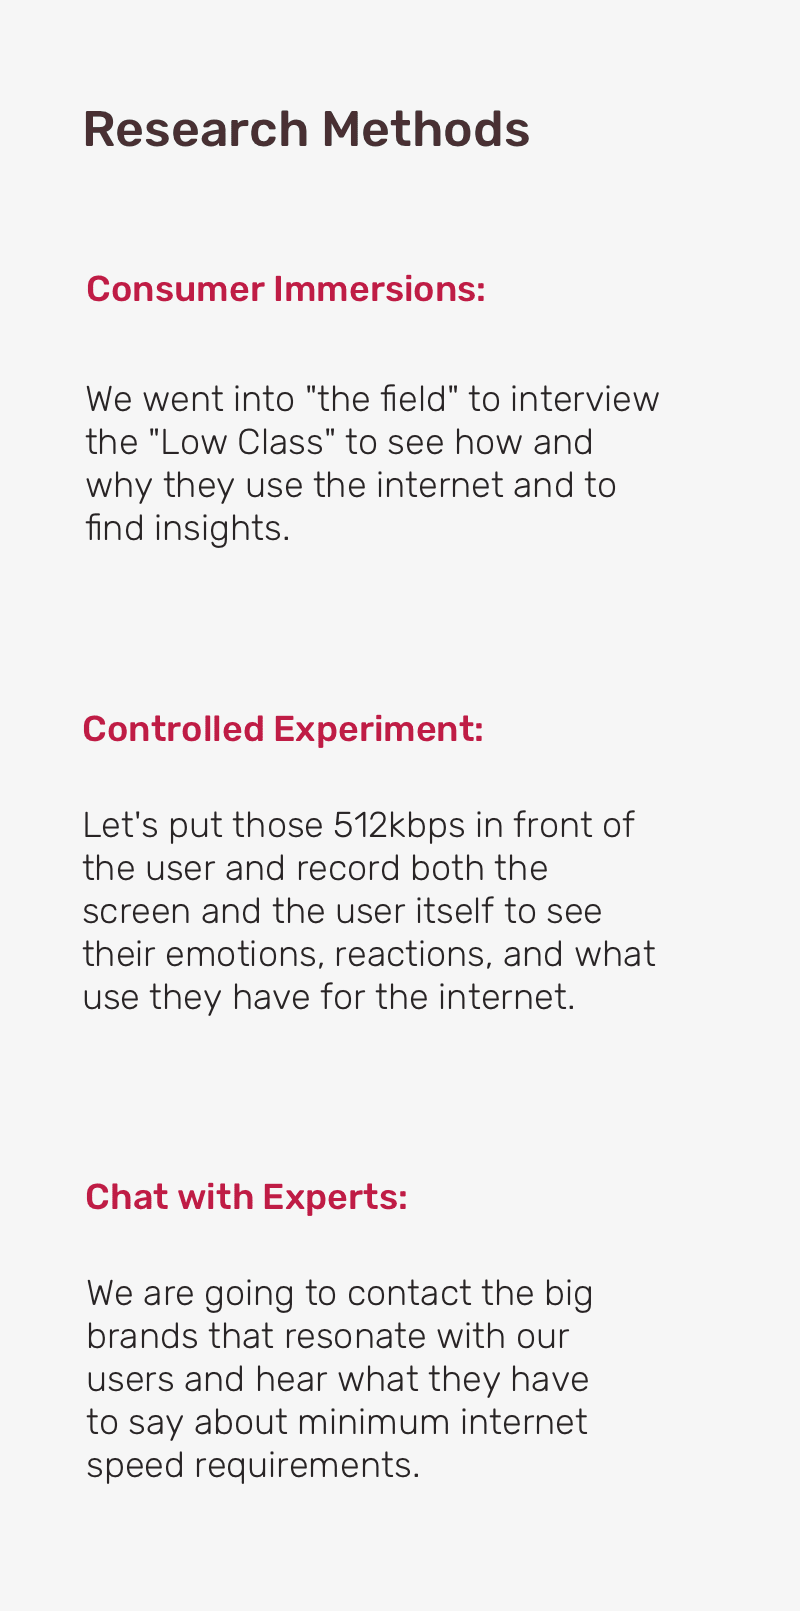 Research Methods
Consumer Immersions:
We went into "the field" to interview
the "Low Class" to see how and
why they use the internet and to
find insights.
Controlled Experiment:
Let's put those 512kbps in front of
the user and record both the
screen and the user itself to see
their emotions, reactions, and what
use they have for the internet.
Chat with Experts:
We are going to contact the big
brands that resonate with our
users and hear what they have
to say about minimum internet
speed requirements.